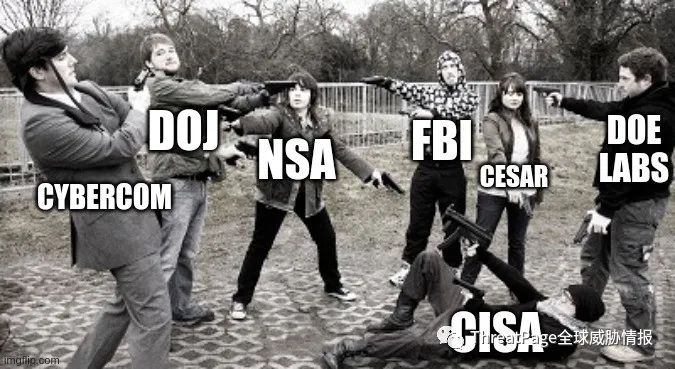 DOJ
NSA
FBI
DOE
LABS
CESAR
CYBERCOM
CISA
ThreatPage全球威胁情报
imgflip.com